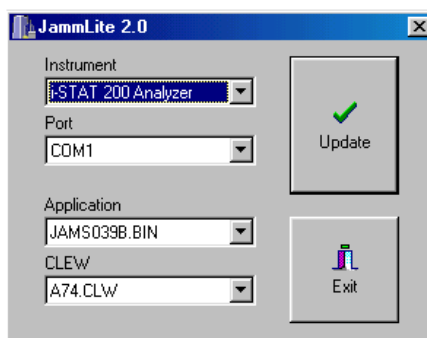 JammLite 2.0
Instrument
i-STAT 200 Analyzer
Port
COM1
Update
Application
JAMS039B.BIN
CLEW
A74.CLW
Exit